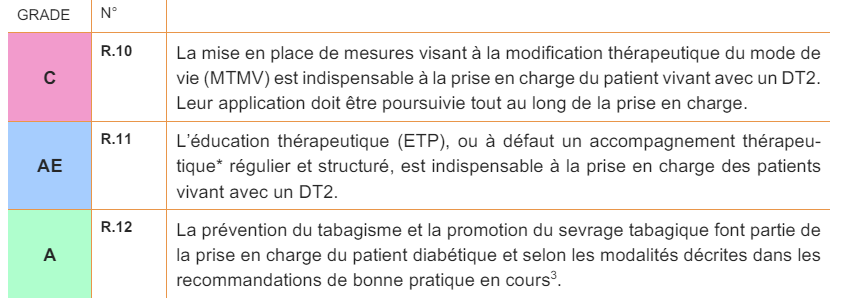 GRADE N°
C R.10 La mise en place de mesures visant à la modification thérapeutique du mode de
vie (MTMV) est indispensable à la prise en charge du patient vivant avec un DT2.
Leur application doit être poursuivie tout au long de la prise en charge.
AE R.11 L’éducation thérapeutique (ETP), ou à défaut un accompagnement thérapeu-
tique* régulier et structuré, est indispensable à la prise en charge des patients
vivant avec un DT2.
A R.12 La prévention du tabagisme et la promotion du sevrage tabagique font partie de
la prise en charge du patient diabétique et selon les modalités décrites dans les
recommandations de bonne pratique en cours³.